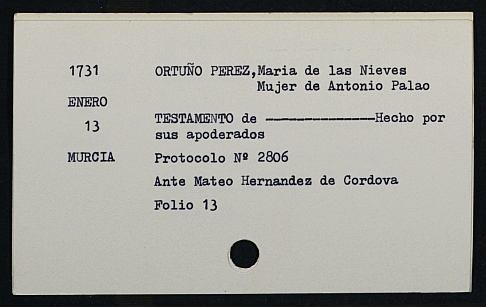 1731 ORTUÑO PEREZ,Maria de las Nieves
Mujer de Antonio Palao
ENERO
13 TESTAMENTO de ----------------Hecho por
sus apoderados
MURCIA Protocolo Nº 2806
Ante Mateo Hernandez de Cordova
Folio 13